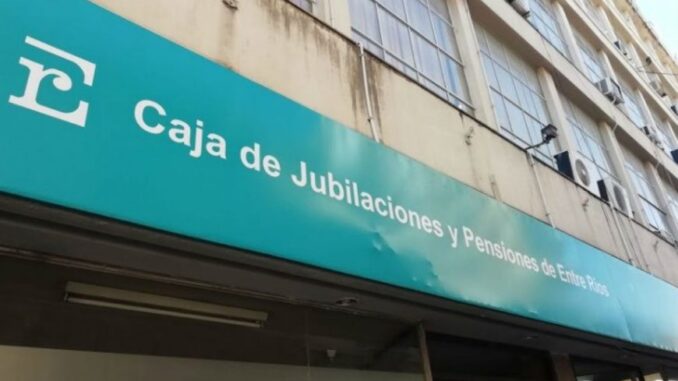 Caja de Jubilaciones y Pensiones de Entre Ríos